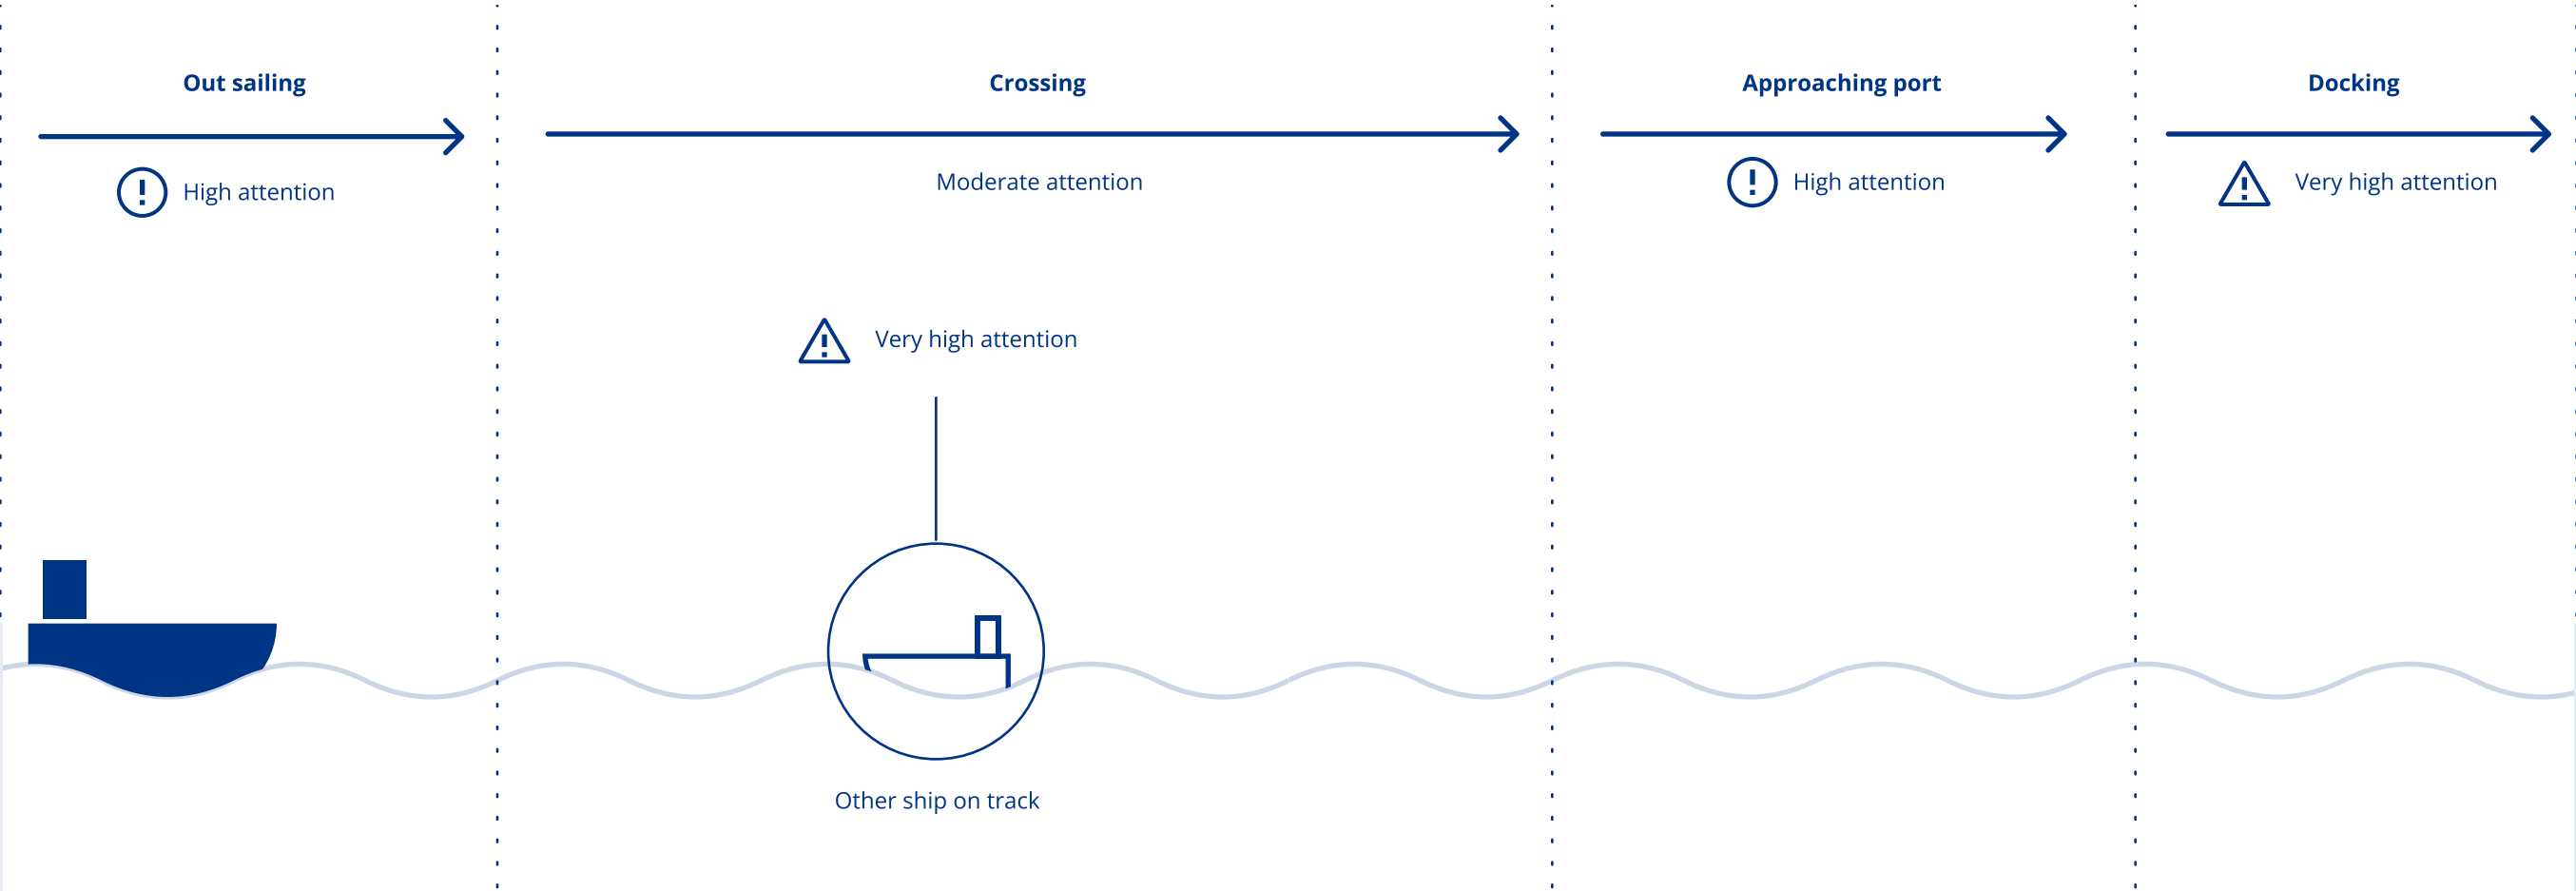 Out sailing
High attention
Crossing
Moderate attention
Very high attention
Other ship on track
Approaching port
High attention
Docking
Very high attention